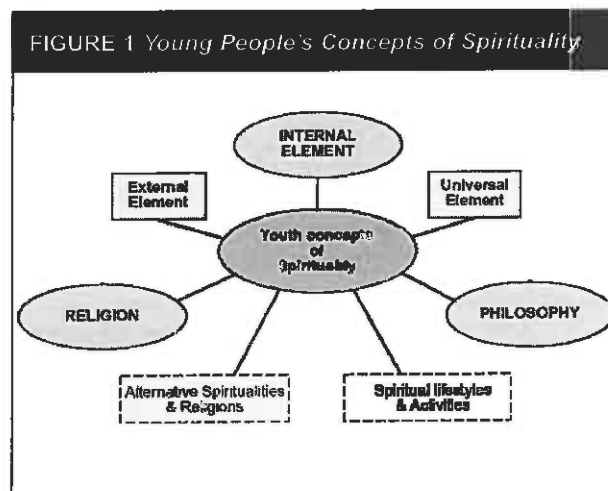 FIGURE 1 Young People's Concepts of Spirituality
INTERNAL
ELEMENT
External
Element
Universal
Element
Youth concepts
of
Spirituality
RELIGION
PHILOSOPHY
Alternative Spiritualities
& Religions
Spiritual lifestyles
& Activities